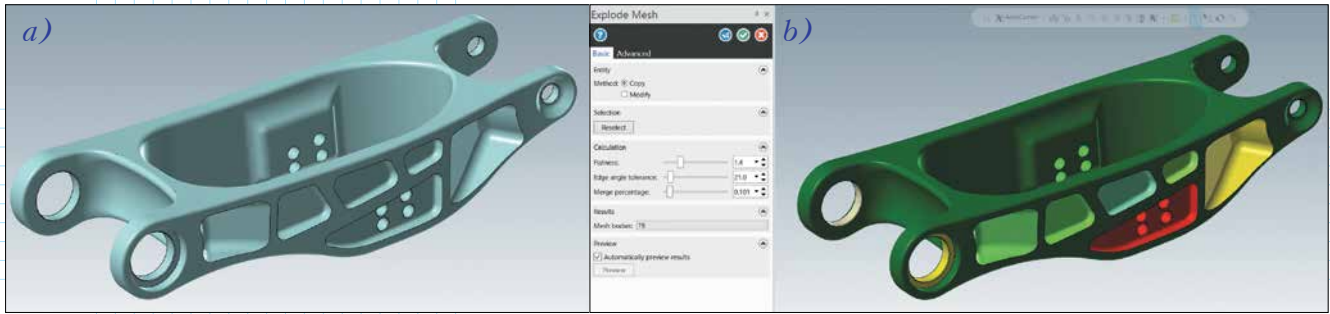 a)
Explode Mesh
Basic Advanced
Entity
Method: Copy
Modify
Selection
Reselect
Calculation
Flatness: 1.4
Edge angle tolerance: 21.0
Merge percentage: 0.101
Results
Mesh bodies: 78
Preview
Automatically preview results
Preview
b)
AutoCursor